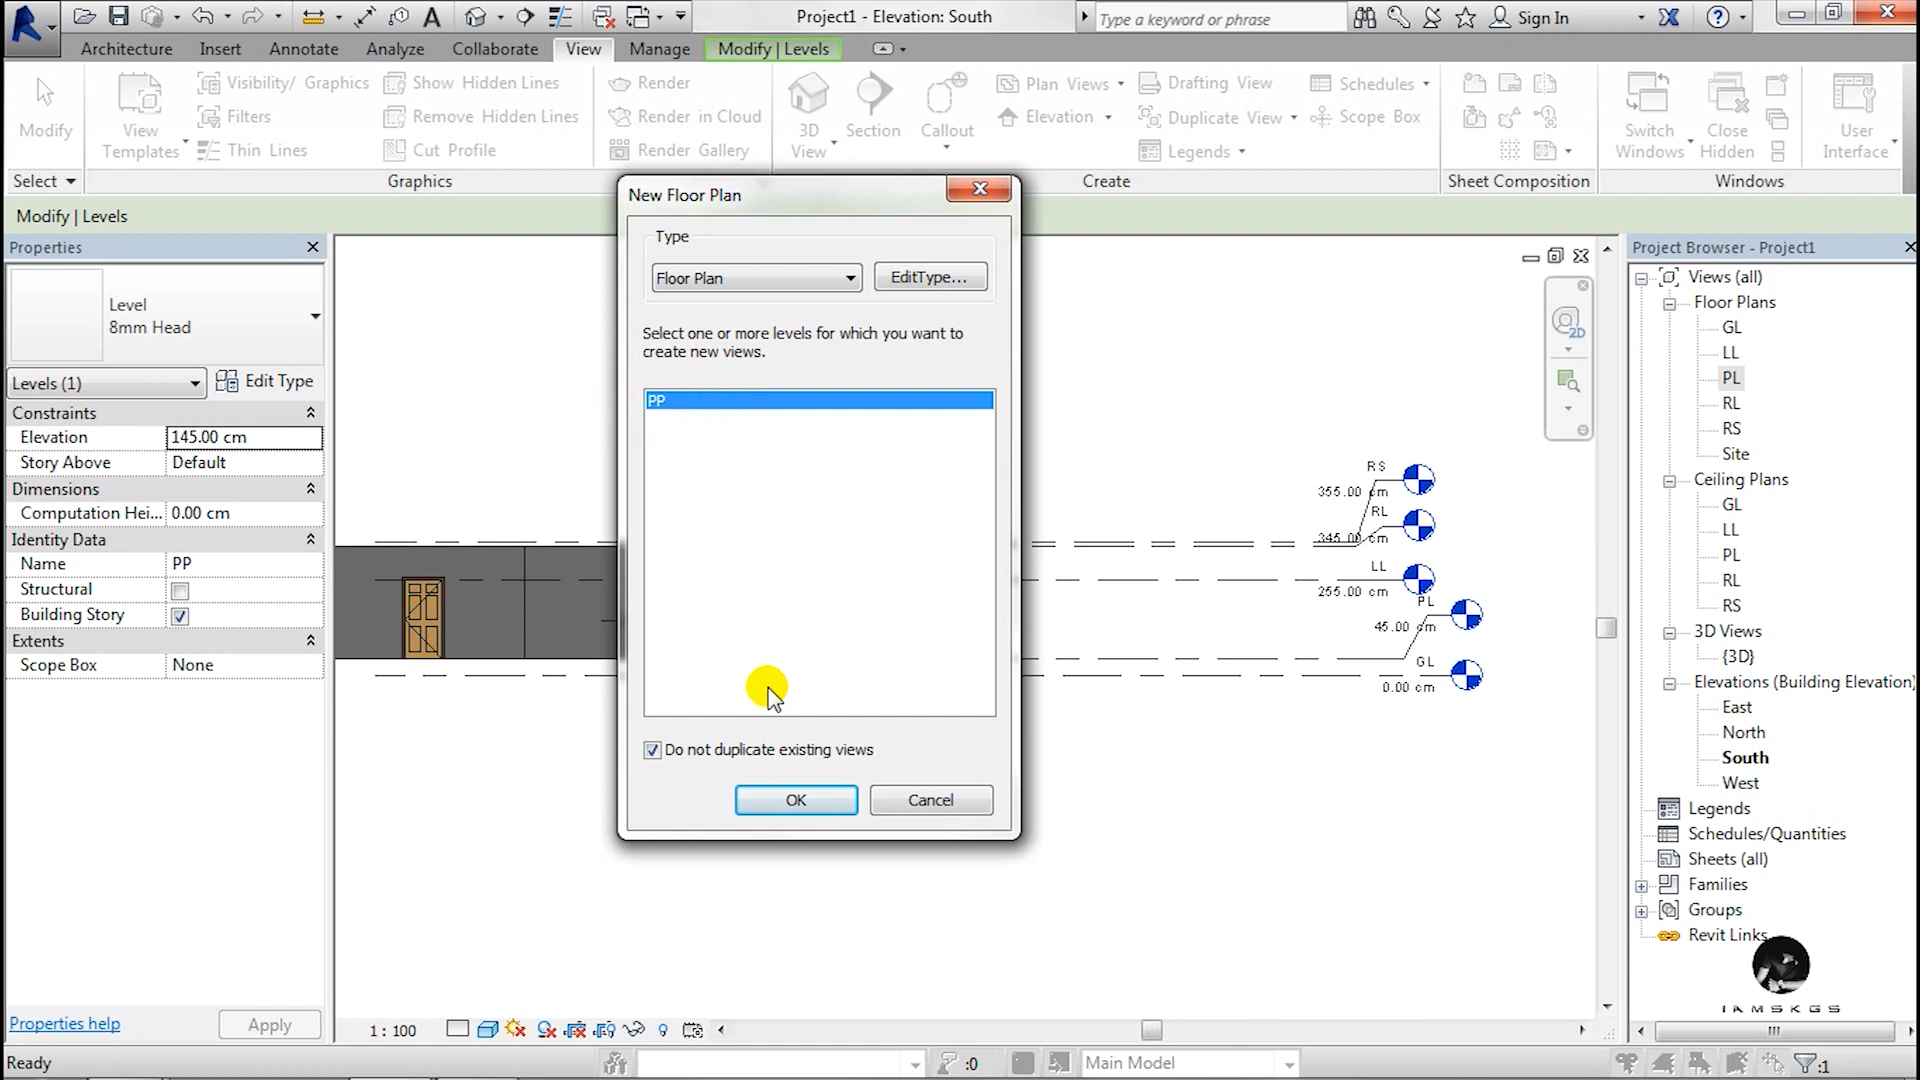 Project1 - Elevation: South
Type a keyword or phrase
Sign In
Architecture Insert Annotate Analyze Collaborate View Manage Modify | Levels
Modify
View Templates
Visibility/ Graphics
Filters
Thin Lines
Show Hidden Lines
Remove Hidden Lines
Cut Profile
Render
Render in Cloud
Render Gallery
3D View
Section
Callout
Plan Views
Elevation
Drafting View
Duplicate View
Legends
Schedules
Scope Box
Switch Windows
Close Hidden
User Interface
Select
Graphics
Create
Sheet Composition
Windows
Modify | Levels
Properties
Level
8mm Head
Levels (1)
Edit Type
Constraints
Elevation 145.00 cm
Story Above Default
Dimensions
Computation Hei... 0.00 cm
Identity Data
Name PP
Structural
Building Story
Extents
Scope Box None
Properties help
Apply
New Floor Plan
Type
Floor Plan
EditType...
Select one or more levels for which you want to
create new views.
PP
Do not duplicate existing views
OK
Cancel
2D
RS
355.00 cm
RL
345.00 cm
LL
255.00 cm
PL
45.00 cm
GL
0.00 cm
Project Browser - Project1
Views (all)
Floor Plans
GL
LL
PL
RL
RS
Site
Ceiling Plans
GL
LL
PL
RL
RS
3D Views
{3D}
Elevations (Building Elevation)
East
North
South
West
Legends
Schedules/Quantities
Sheets (all)
Families
Groups
Revit Links
IAMSKGS
1 : 100
Ready
:0
Main Model
:1